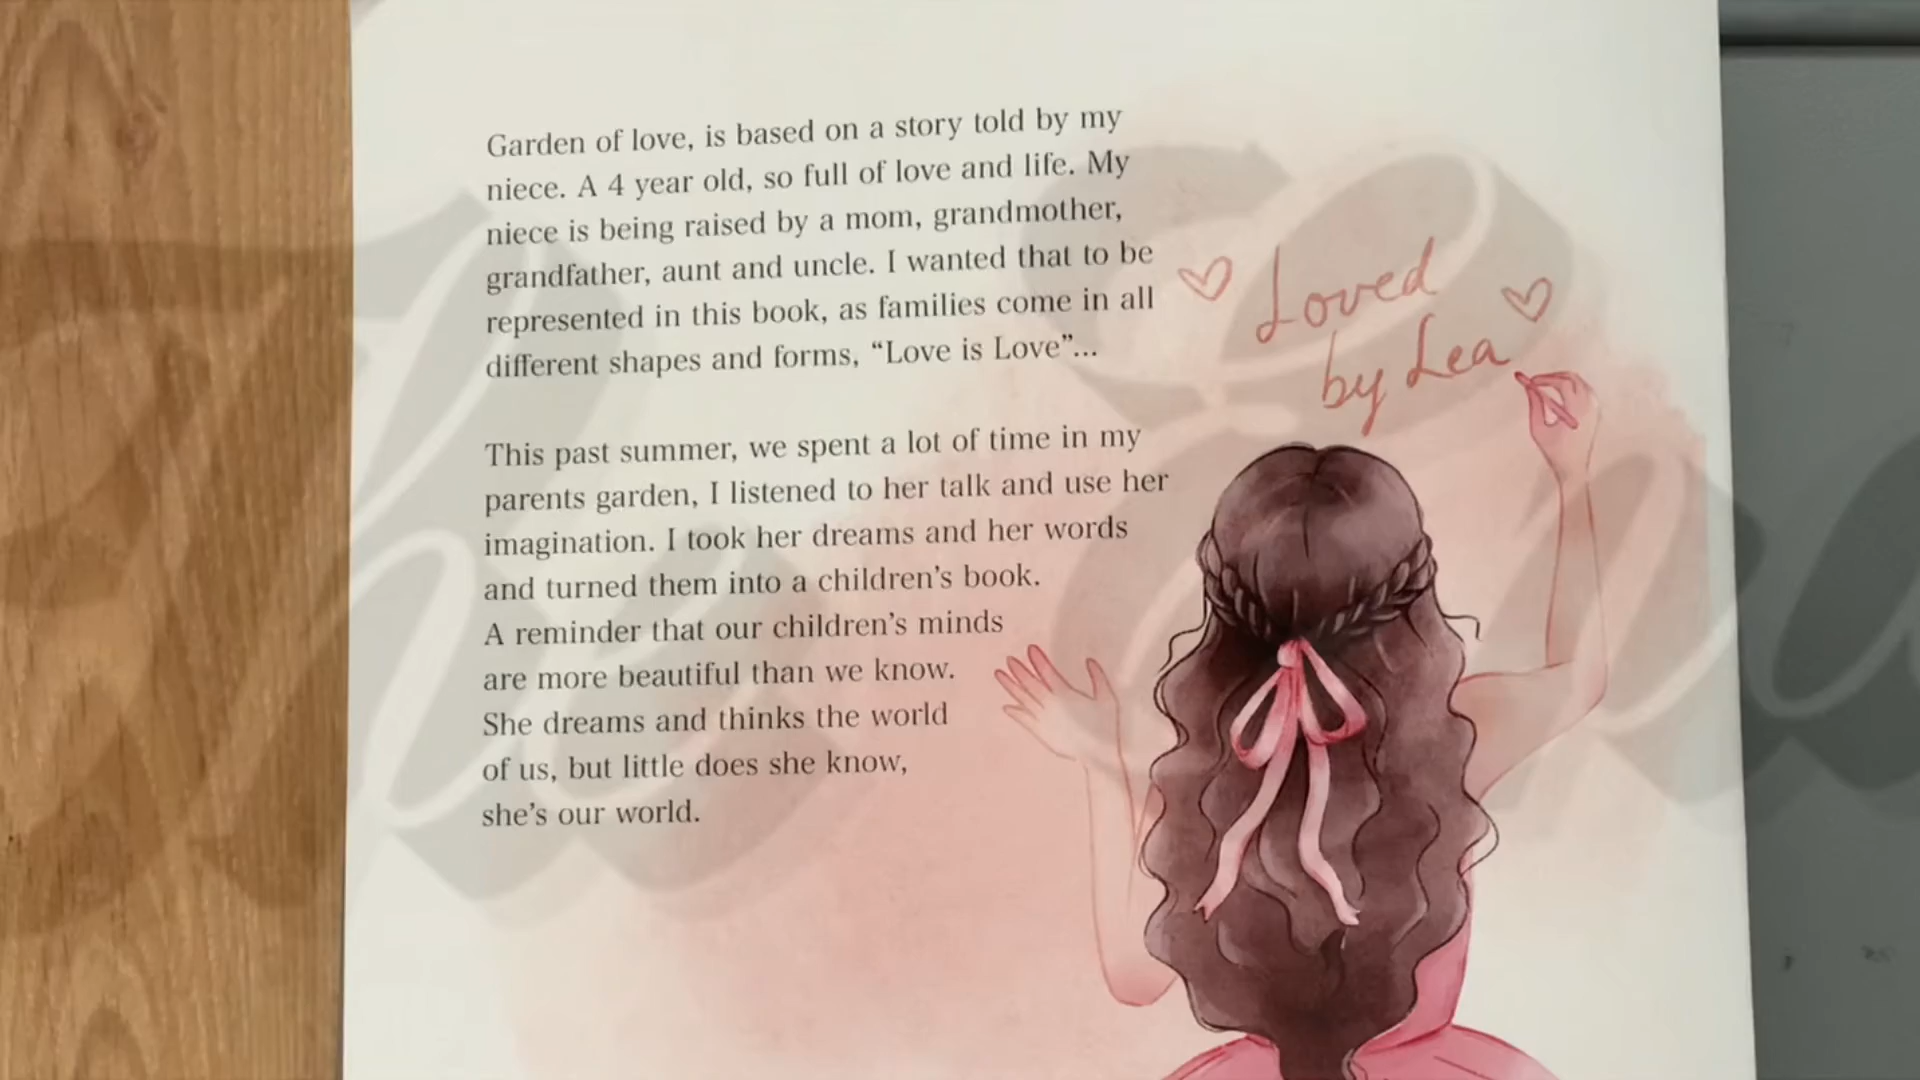 Garden of love, is based on a story told by my
niece. A 4 year old, so full of love and life. My
niece is being raised by a mom, grandmother,
grandfather, aunt and uncle. I wanted that to be
represented in this book, as families come in all
different shapes and forms, “Love is Love”...
This past summer, we spent a lot of time in my
parents garden, I listened to her talk and use her
imagination. I took her dreams and her words
and turned them into a children’s book.
A reminder that our children’s minds
are more beautiful than we know.
She dreams and thinks the world
of us, but little does she know,
she’s our world.
Loved
by Lea